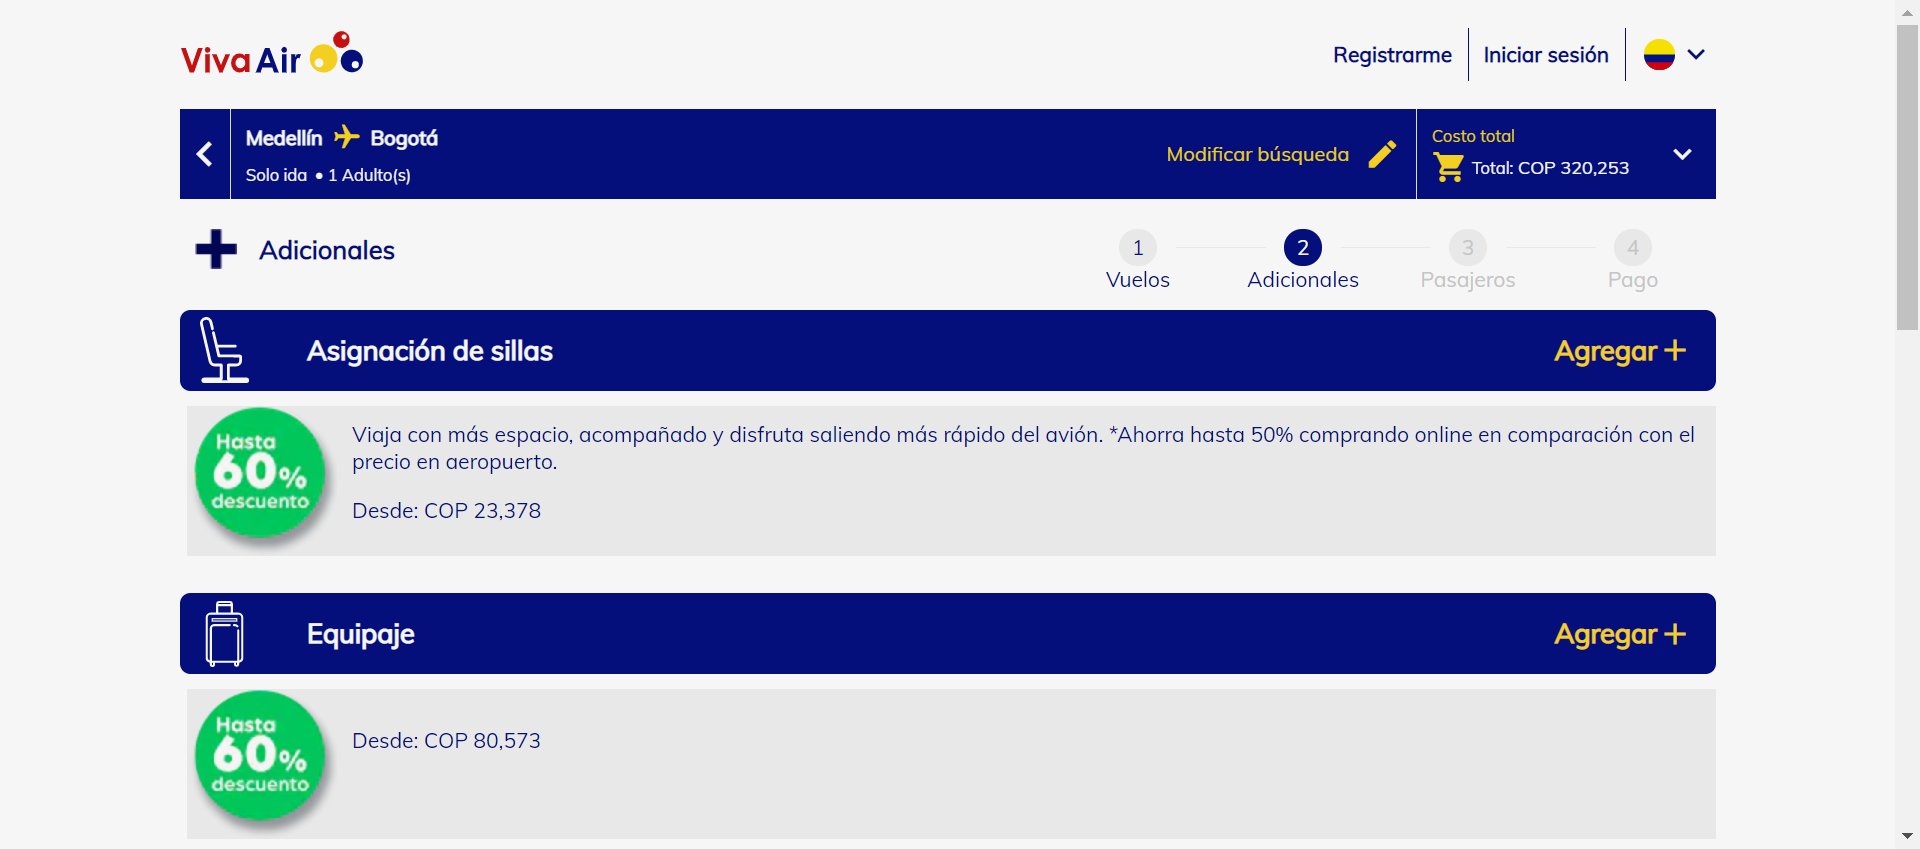 Viva Air
Registrarme
Iniciar sesión
Medellín Bogotá
Solo ida • 1 Adulto(s)
Modificar búsqueda
Costo total
Total: COP 320,253
Adicionales
1
Vuelos
2
Adicionales
3
Pasajeros
4
Pago
Asignación de sillas
Agregar +
Hasta
60%
descuento
Viaja con más espacio, acompañado y disfruta saliendo más rápido del avión. *Ahorra hasta 50% comprando online en comparación con el
precio en aeropuerto.
Desde: COP 23,378
Equipaje
Agregar +
Hasta
60%
descuento
Desde: COP 80,573